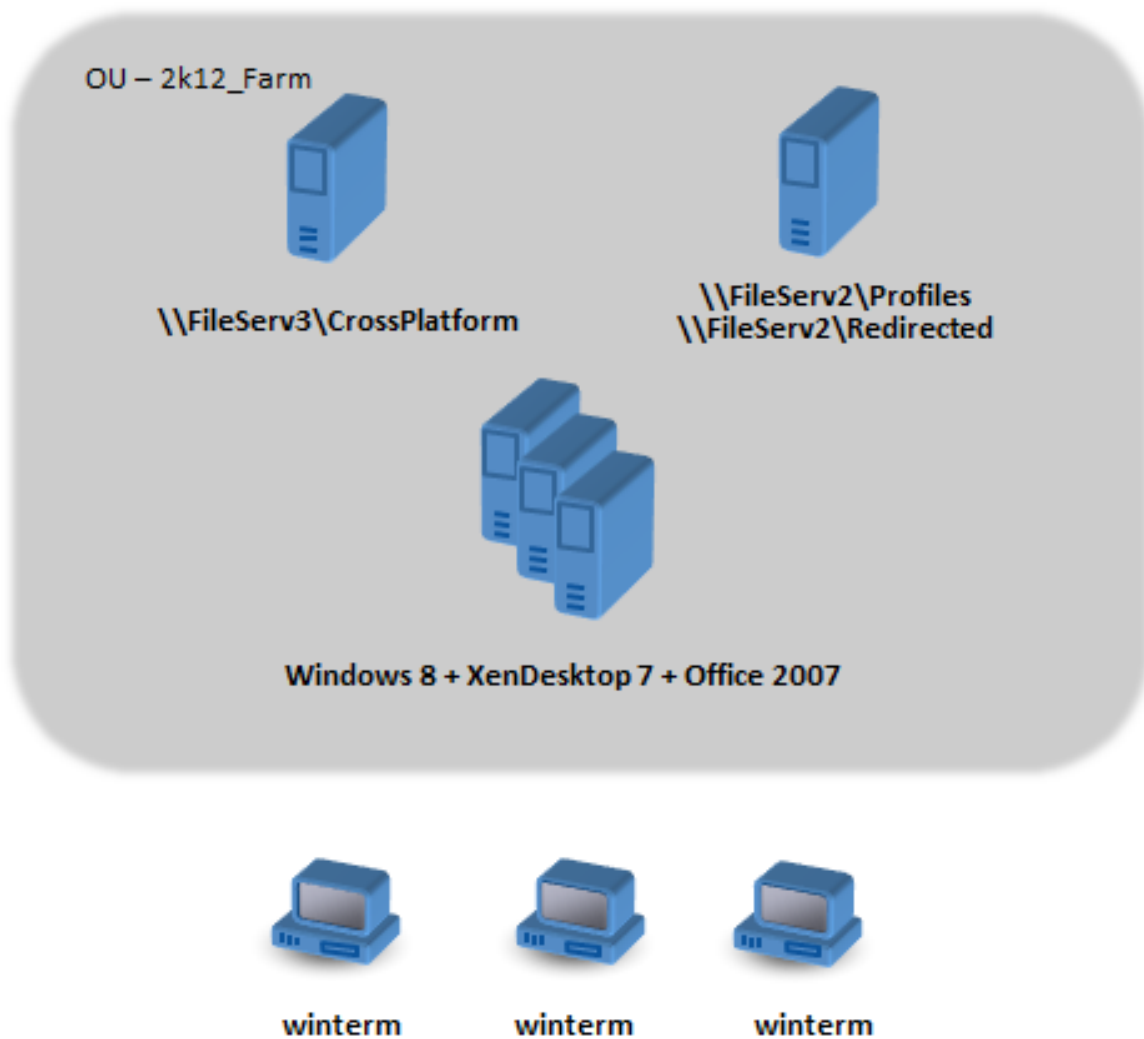 OU – 2k12_Farm
\\FileServ3\CrossPlatform
\\FileServ2\Profiles
\\FileServ2\Redirected
Windows 8 + XenDesktop 7 + Office 2007
winterm
winterm
winterm